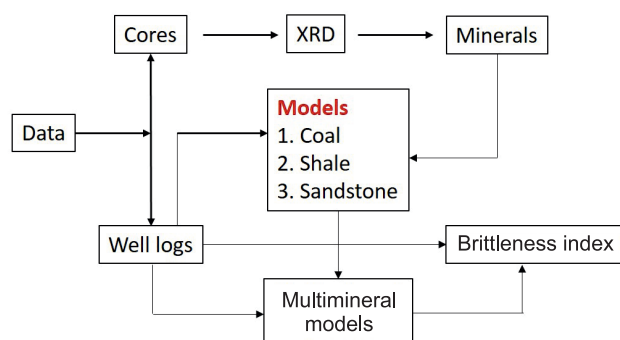 Cores
XRD
Minerals
Data
Models
1. Coal
2. Shale
3. Sandstone
Well logs
Brittleness index
Multimineral
models